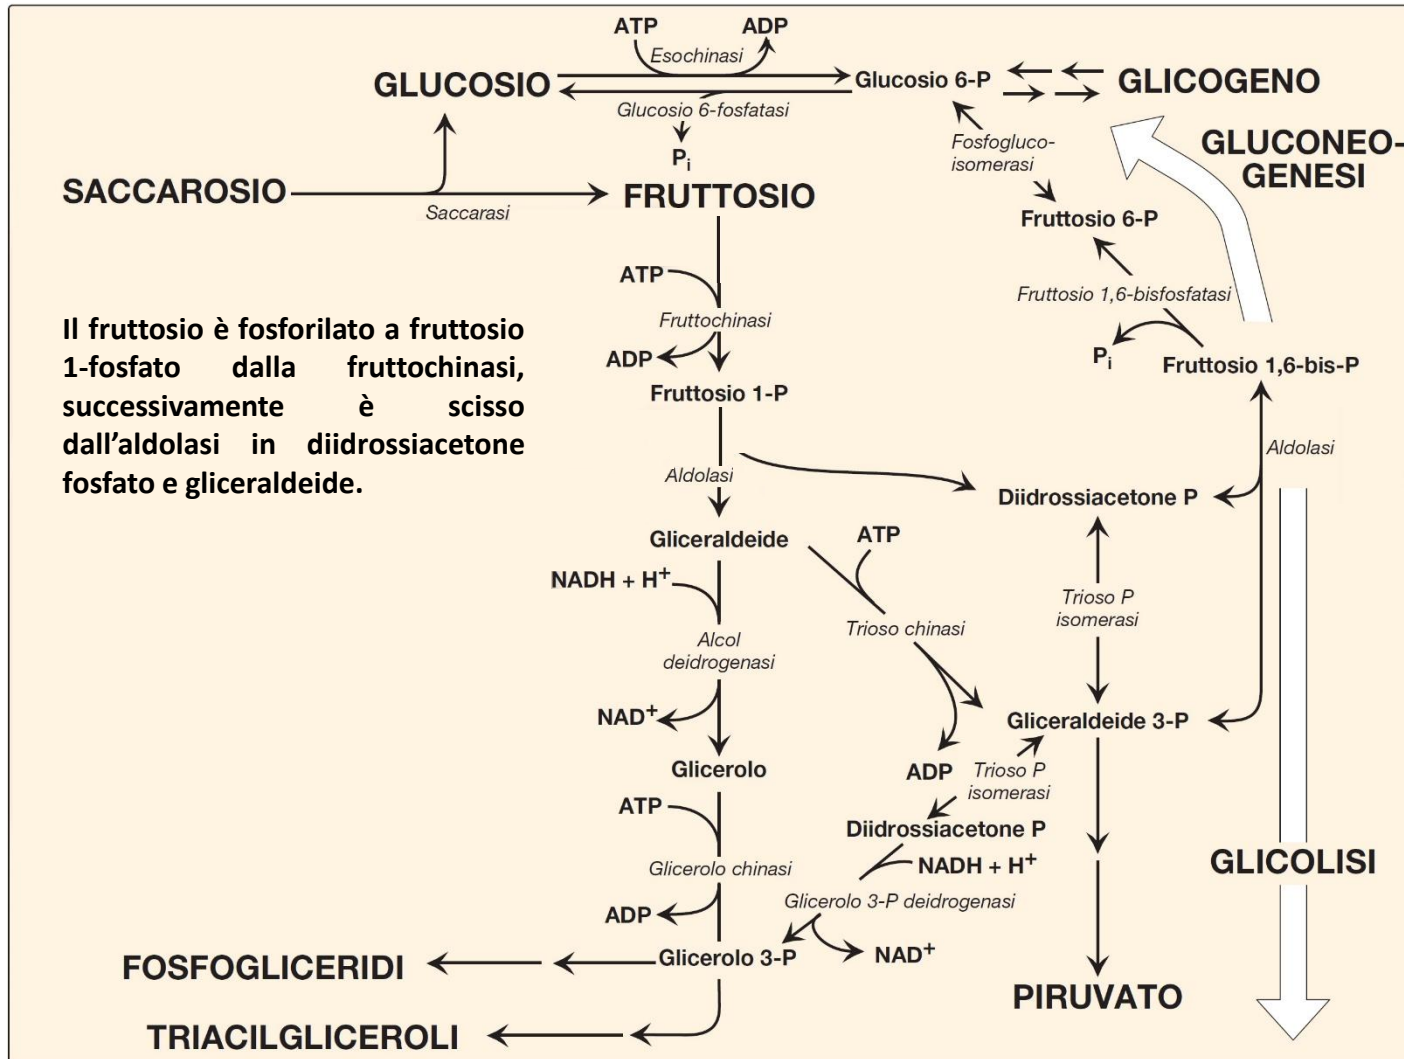 ATP
ADP
Esochinasi
GLUCOSIO
Glucosio 6-P
GLICOGENO
Glucosio 6-fosfatasi
Pi
Fosfogluco-
isomerasi
GLUCONEO-
GENESI
SACCAROSIO
Saccarasi
FRUTTOSIO
Fruttosio 6-P
ATP
Fruttochinasi
ADP
Fruttosio 1,6-bisfosfatasi
Pi
Fruttosio 1,6-bis-P
Fruttosio 1-P
Il fruttosio è fosforilato a fruttosio
1-fosfato dalla fruttochinasi,
successivamente è scisso
dall’aldolasi in diidrossiacetone
fosfato e gliceraldeide.
Aldolasi
Aldolasi
Diidrossiacetone P
Gliceraldeide
ATP
NADH + H+
Trioso P
isomerasi
Trioso chinasi
Alcol
deidrogenasi
NAD+
Gliceraldeide 3-P
Glicerolo
ADP
Trioso P
isomerasi
ATP
Diidrossiacetone P
NADH + H+
GLICOLISI
Glicerolo chinasi
Glicerolo 3-P deidrogenasi
ADP
NAD+
Glicerolo 3-P
FOSFOGLICERIDI
PIRUVATO
TRIACILGLICEROLI